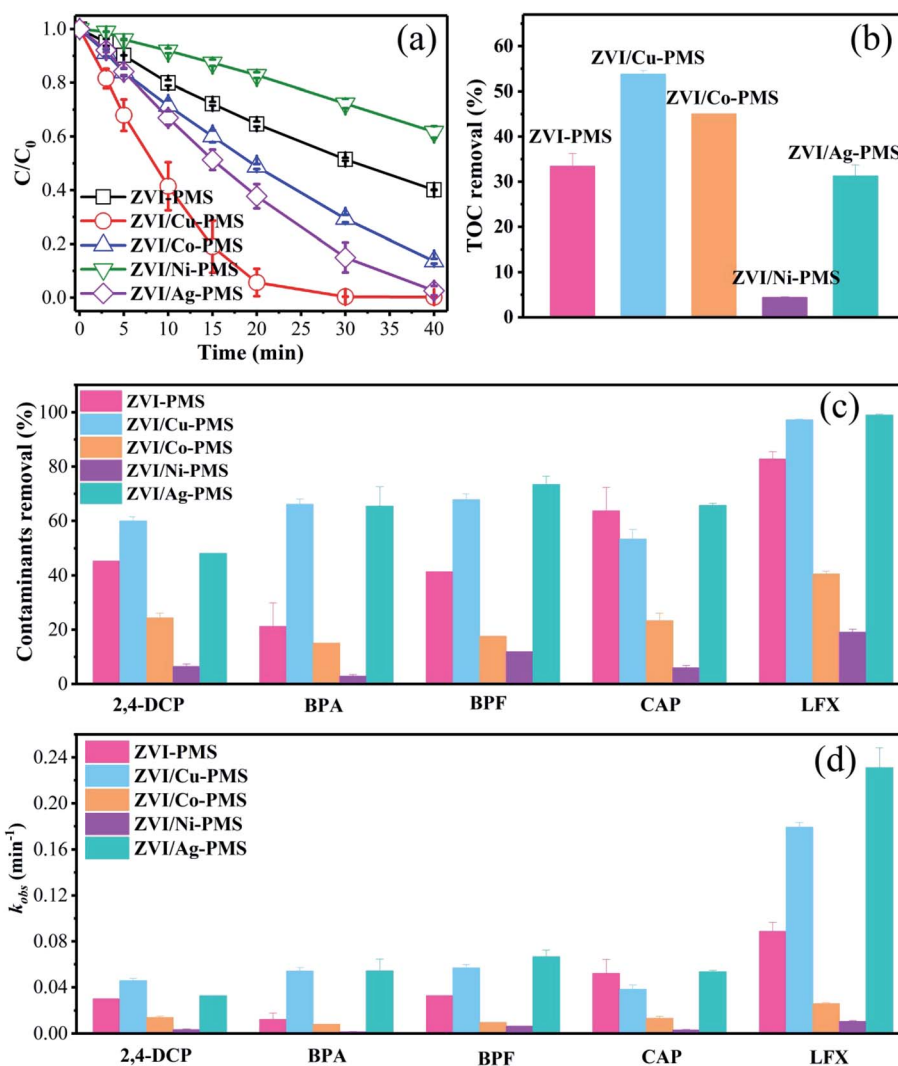 (a)
C/C0
1.0
0.8
0.6
0.4
0.2
0.0
ZVI-PMS
ZVI/Cu-PMS
ZVI/Co-PMS
ZVI/Ni-PMS
ZVI/Ag-PMS
0 5 10 15 20 25 30 35 40
Time (min)
(b)
TOC removal (%)
60
50
40
30
20
10
0
ZVI-PMS
ZVI/Cu-PMS
ZVI/Co-PMS
ZVI/Ni-PMS
ZVI/Ag-PMS
(c)
Contaminants removal (%)
100
80
60
40
20
0
ZVI-PMS
ZVI/Cu-PMS
ZVI/Co-PMS
ZVI/Ni-PMS
ZVI/Ag-PMS
2,4-DCP BPA BPF CAP LFX
(d)
kobs (min-1)
0.24
0.20
0.16
0.12
0.08
0.04
0.00
ZVI-PMS
ZVI/Cu-PMS
ZVI/Co-PMS
ZVI/Ni-PMS
ZVI/Ag-PMS
2,4-DCP BPA BPF CAP LFX